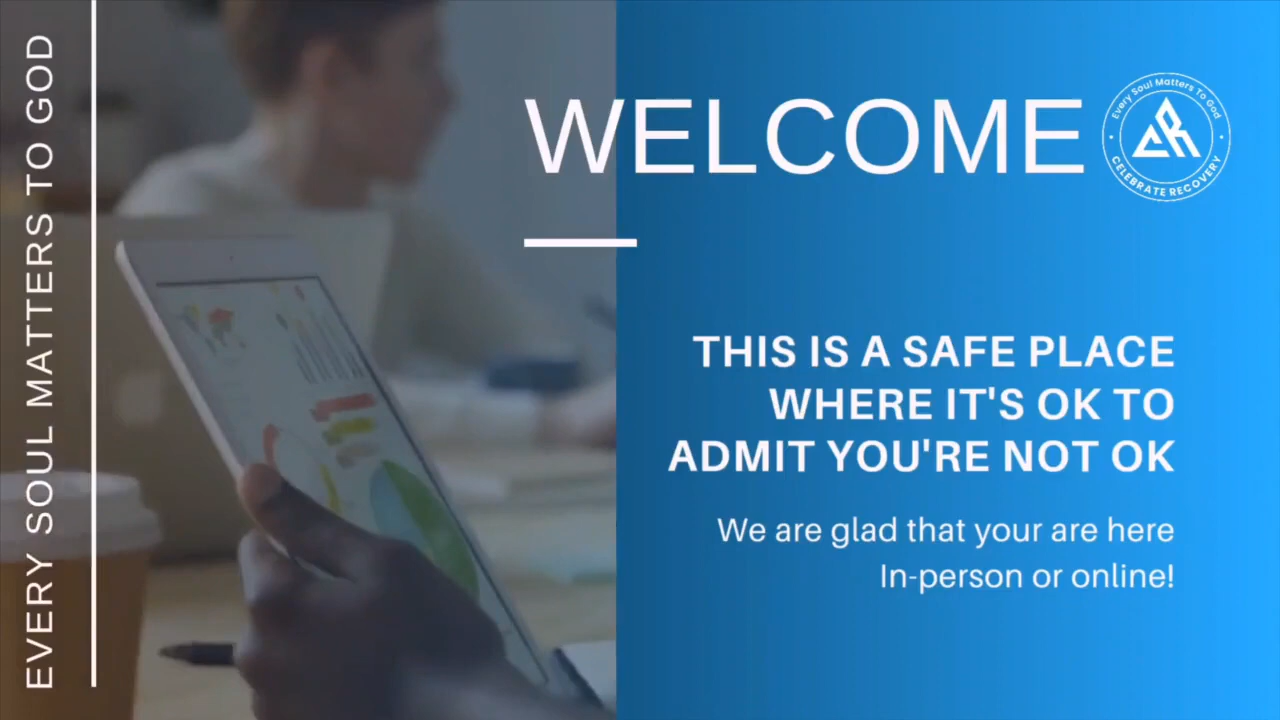 EVERY SOUL MATTERS TO GOD
WELCOME
Every Soul Matters To God
CR
CELEBRATE RECOVERY
THIS IS A SAFE PLACE
WHERE IT'S OK TO
ADMIT YOU'RE NOT OK
We are glad that your are here
In-person or online!